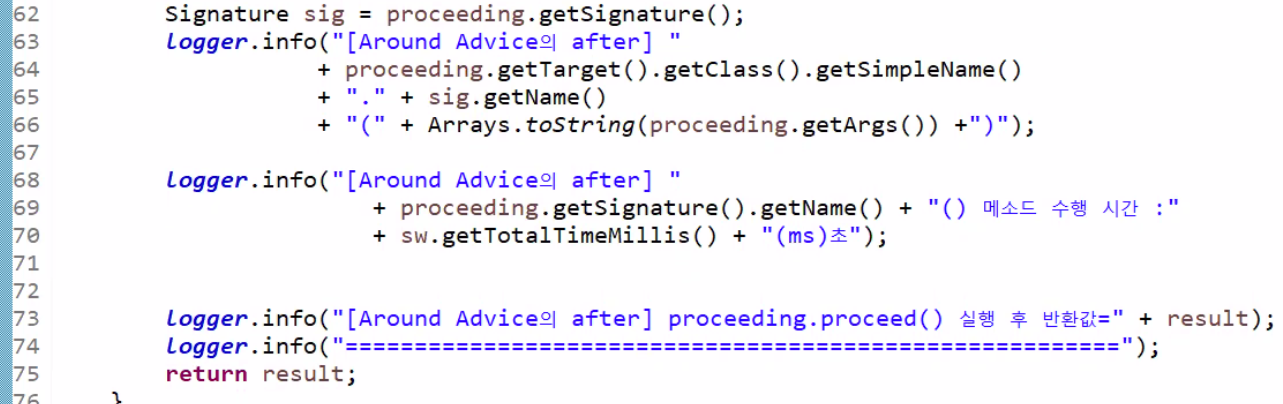 62 Signature sig = proceeding.getSignature();
63 logger.info("[Around Advice의 after] "
64 + proceeding.getTarget().getClass().getSimpleName()
65 + "." + sig.getName()
66 + "(" + Arrays.toString(proceeding.getArgs()) +")");
67
68 logger.info("[Around Advice의 after] "
69 + proceeding.getSignature().getName() + "() 메소드 수행 시간 :"
70 + sw.getTotalTimeMillis() + "(ms)초");
71
72
73 logger.info("[Around Advice의 after] proceeding.proceed() 실행 후 반환값=" + result);
74 logger.info("========================================================");
75 return result;
76 }